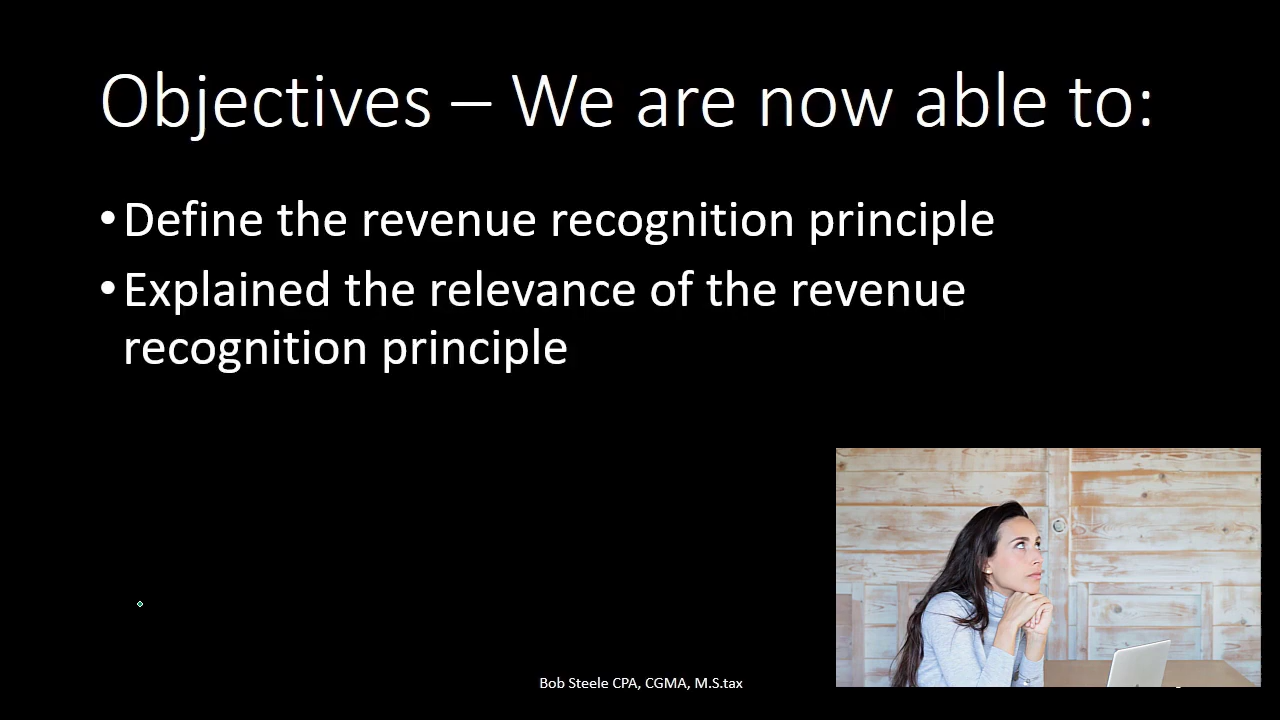 Objectives – We are now able to:
• Define the revenue recognition principle
• Explained the relevance of the revenue
recognition principle
Bob Steele CPA, CGMA, M.S.tax